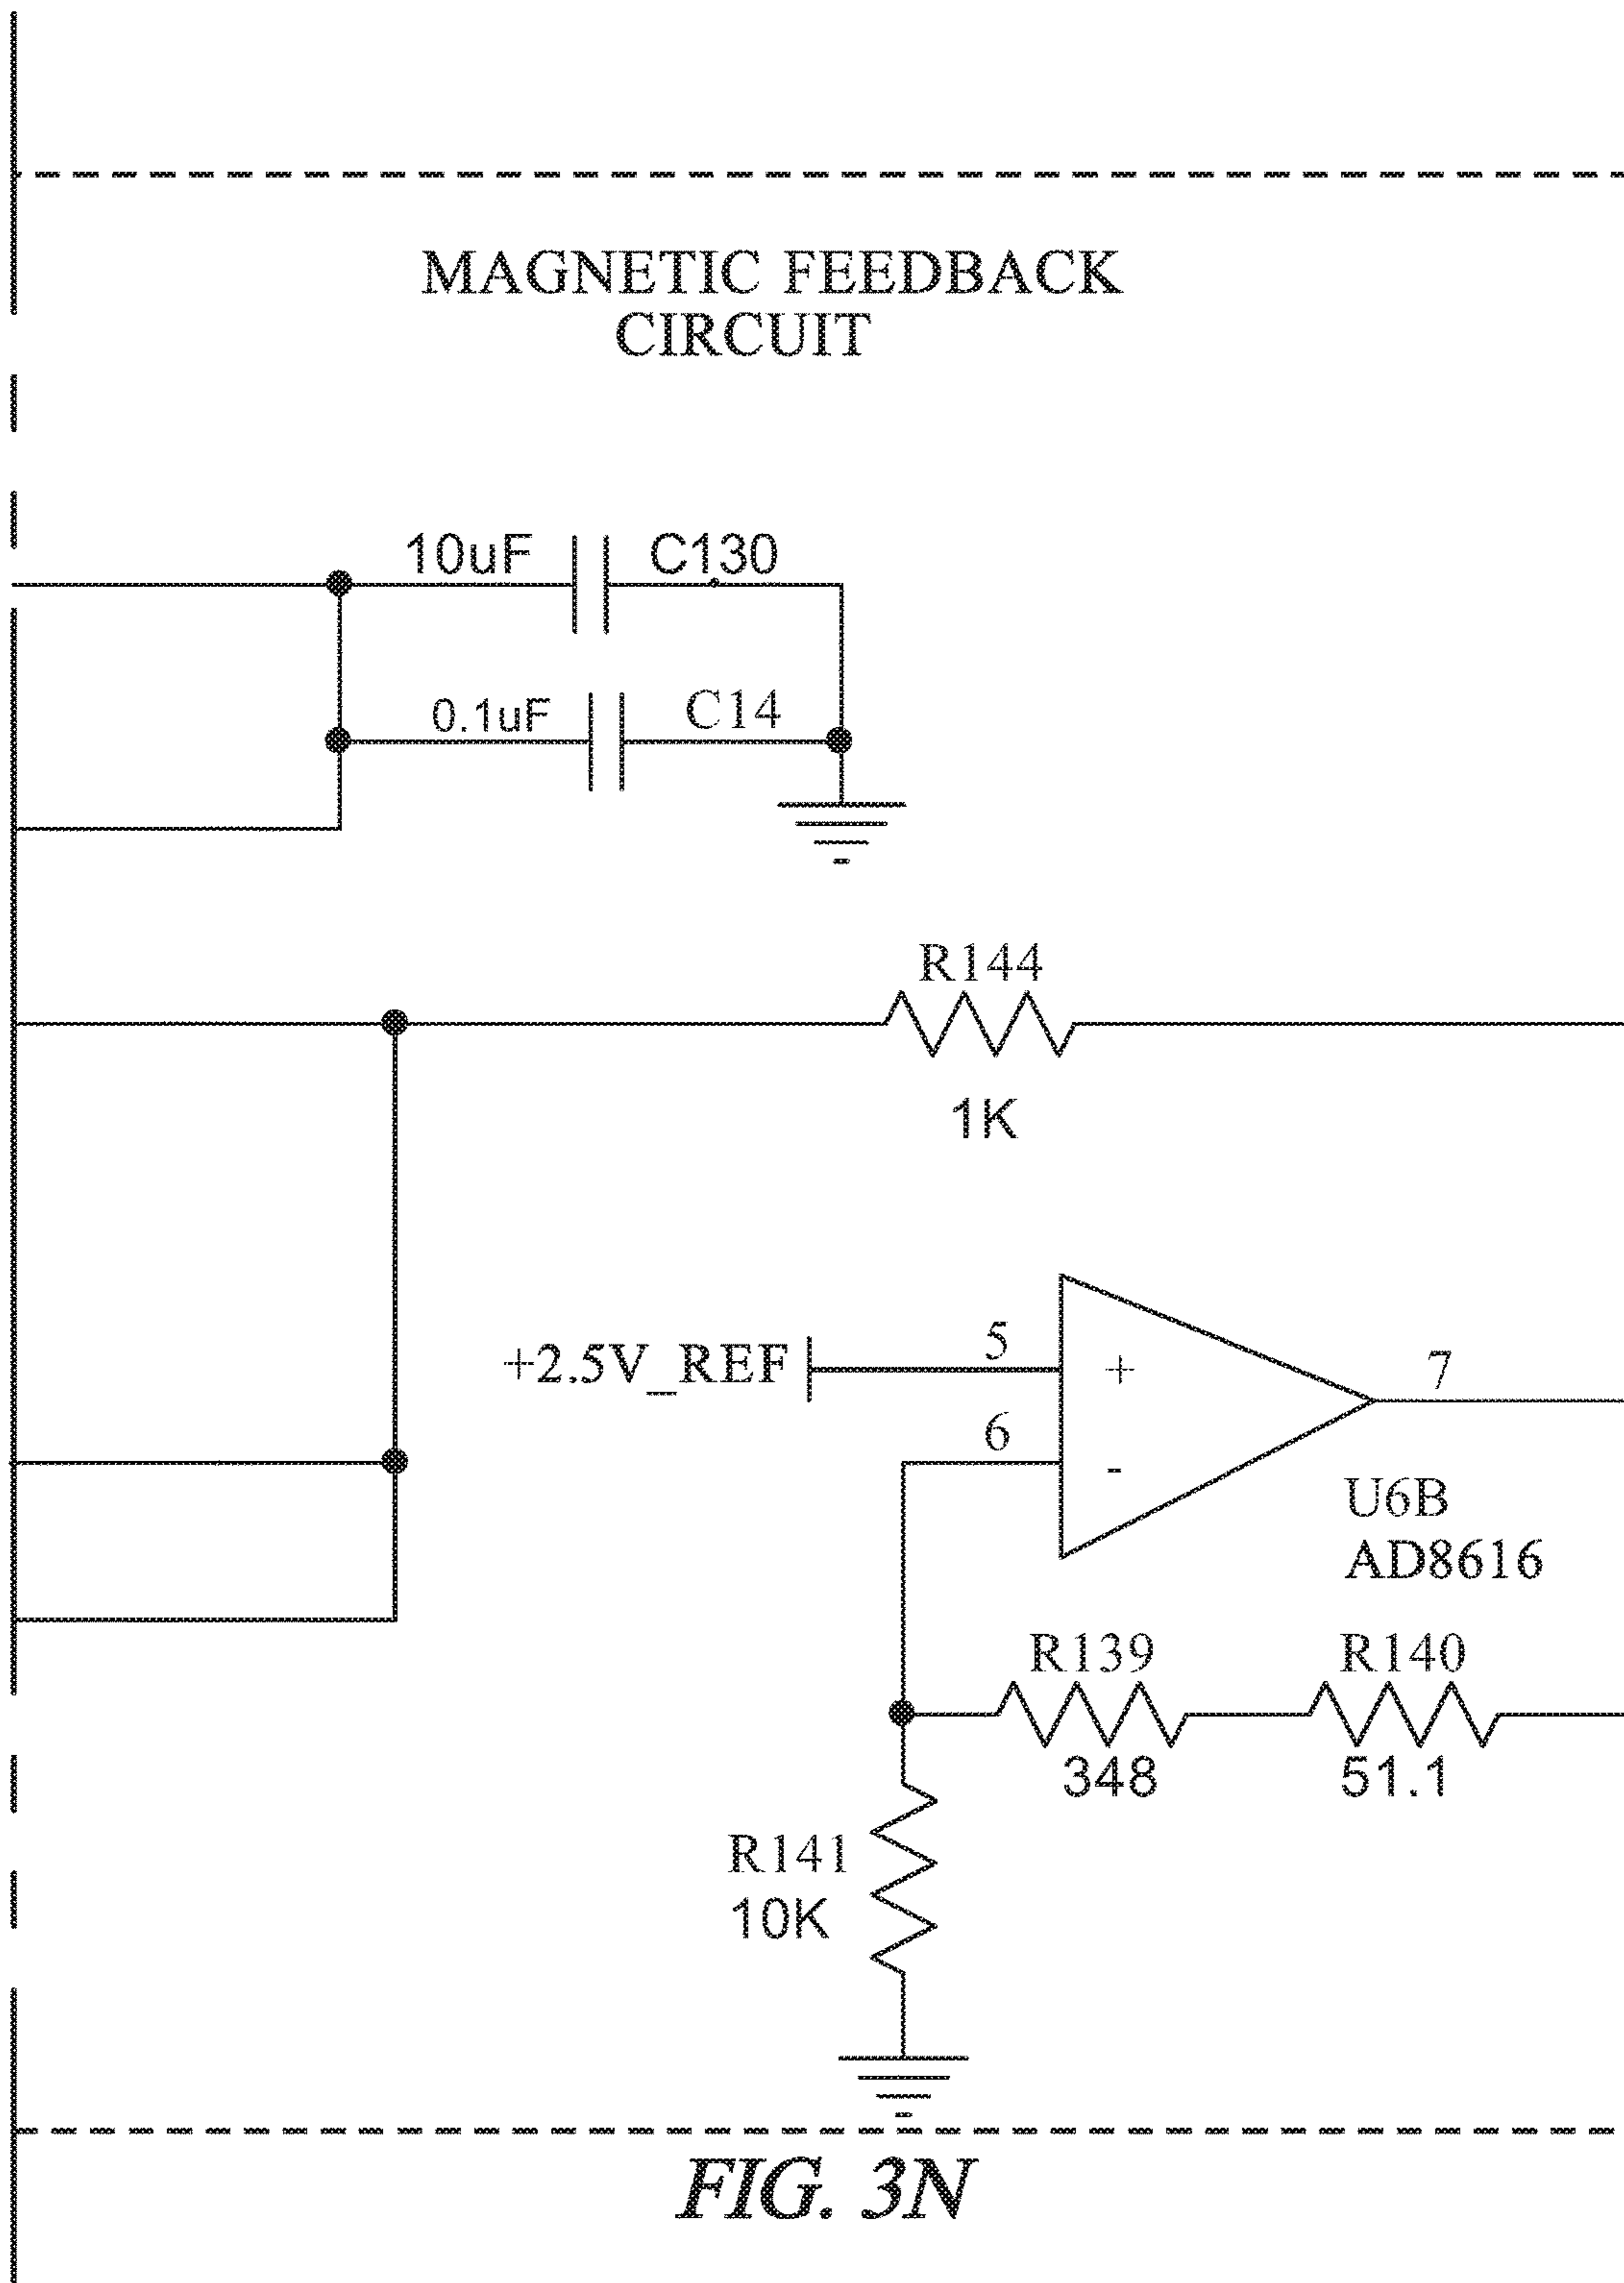 MAGNETIC FEEDBACK
CIRCUIT
10uF
C130
0.1uF
C14
R144
1K
+2.5V_REF
5
+
6
-
7
U6B
AD8616
R139
R140
348
51.1
R141
10K
FIG. 3N